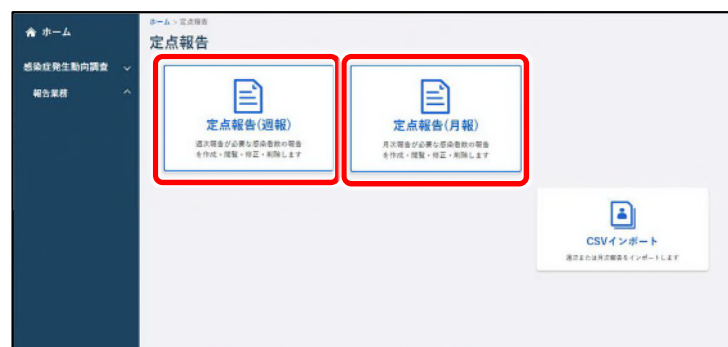 ホーム
感染症発生動向調査
報告業務
ホーム > 定点報告
定点報告
定点報告(週報)
週次報告が必要な感染者数の報告
を作成・閲覧・修正・削除します
定点報告(月報)
月次報告が必要な感染者数の報告
を作成・閲覧・修正・削除します
CSVインポート
週次または月次報告をインポートします